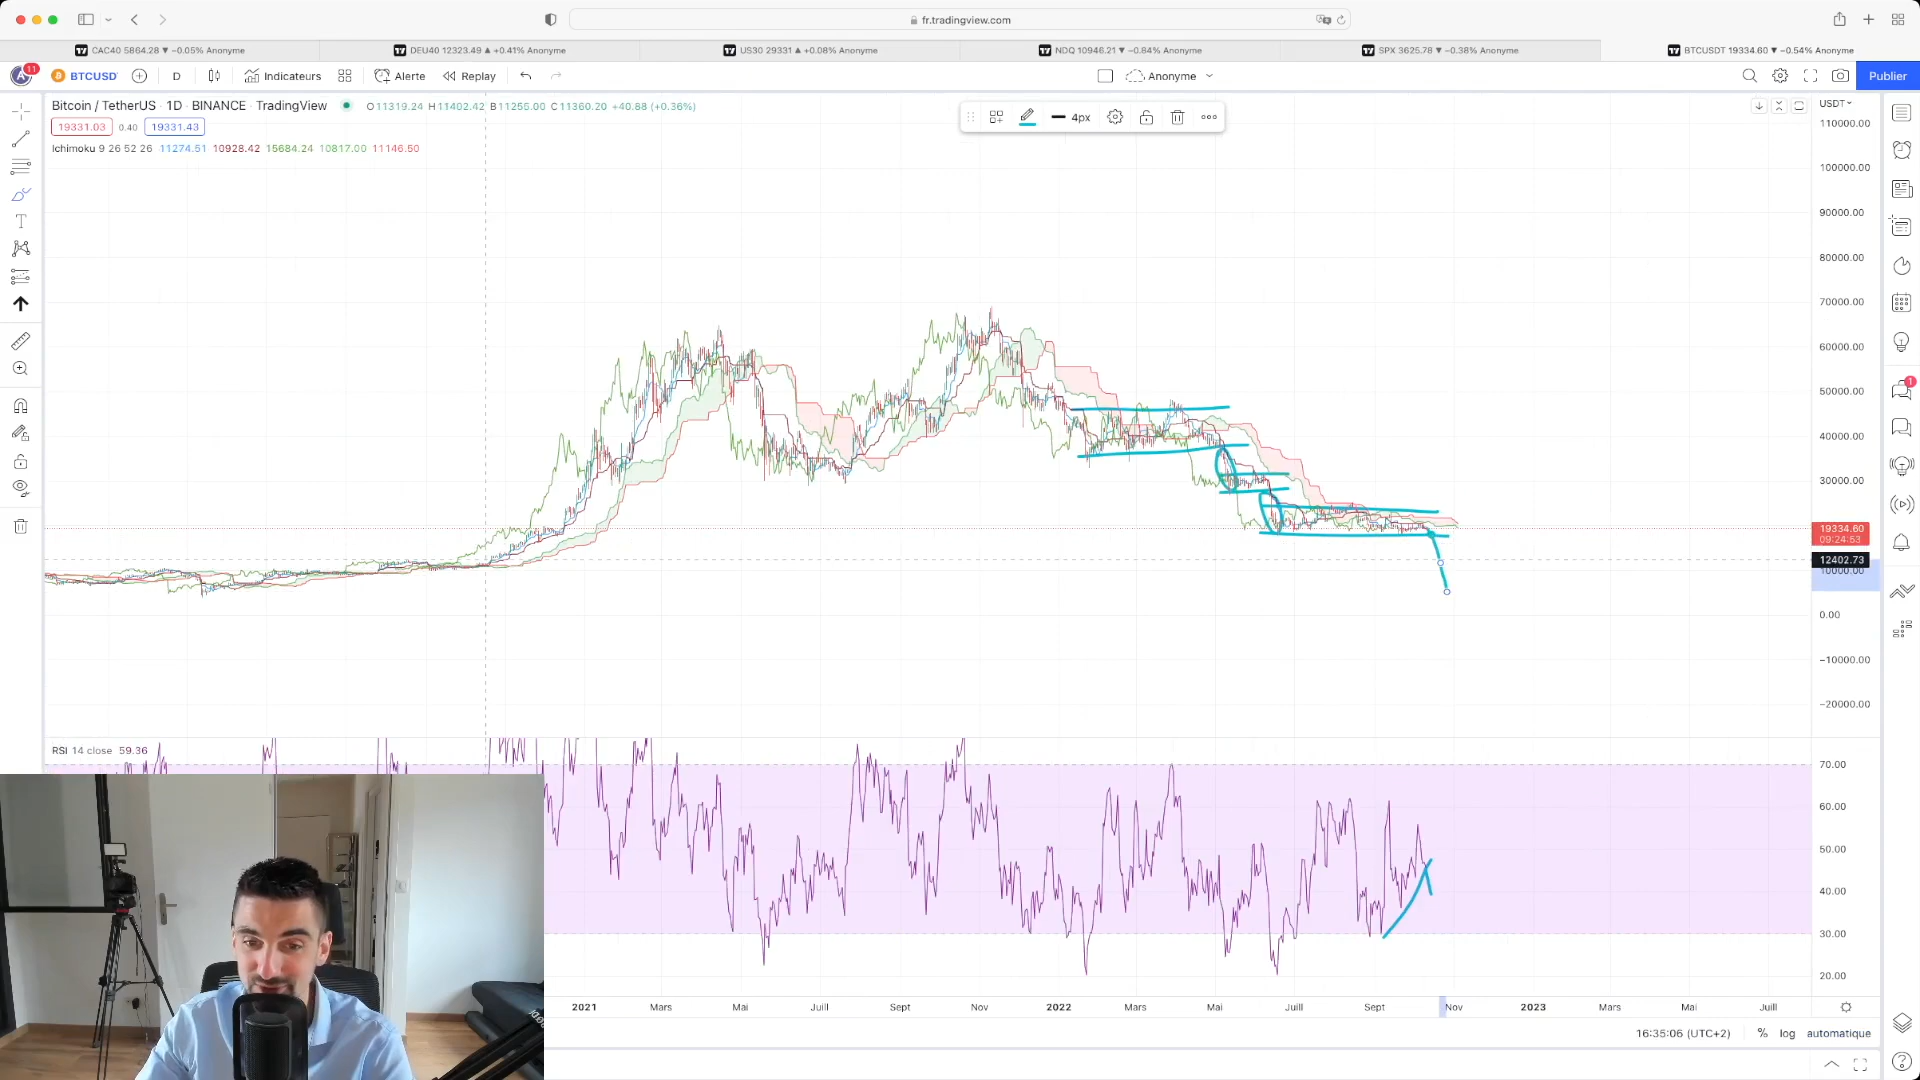 fr.tradingview.com
CAC40 5864.28 ▼ −0.05% Anonyme
DEU40 12323.49 ▲ +0.41% Anonyme
US30 29331 ▲ +0.08% Anonyme
NDQ 10946.21 ▼ −0.84% Anonyme
SPX 3625.78 ▼ −0.38% Anonyme
BTCUSDT 19334.60 ▼ −0.54% Anonyme
11
BTCUSD
D
Indicateurs
Alerte
Replay
Anonyme
Publier
Bitcoin / TetherUS · 1D · BINANCE · TradingView
O11319.24 H11402.42 B11255.00 C11360.20 +40.88 (+0.36%)
4px
USDT
19331.03 0.40 19331.43
Ichimoku 9 26 52 26 11274.51 10928.42 15684.24 10817.00 11146.50
110000.00
100000.00
90000.00
80000.00
70000.00
60000.00
50000.00
40000.00
30000.00
19334.60
09:24:53
12402.73
10000.00
0.00
−10000.00
−20000.00
1
RSI 14 close 59.36
70.00
60.00
50.00
40.00
30.00
20.00
2021 Mars Mai Juill Sept Nov 2022 Mars Mai Juill Sept Nov 2023 Mars Mai Juill
16:35:06 (UTC+2) % log automatique